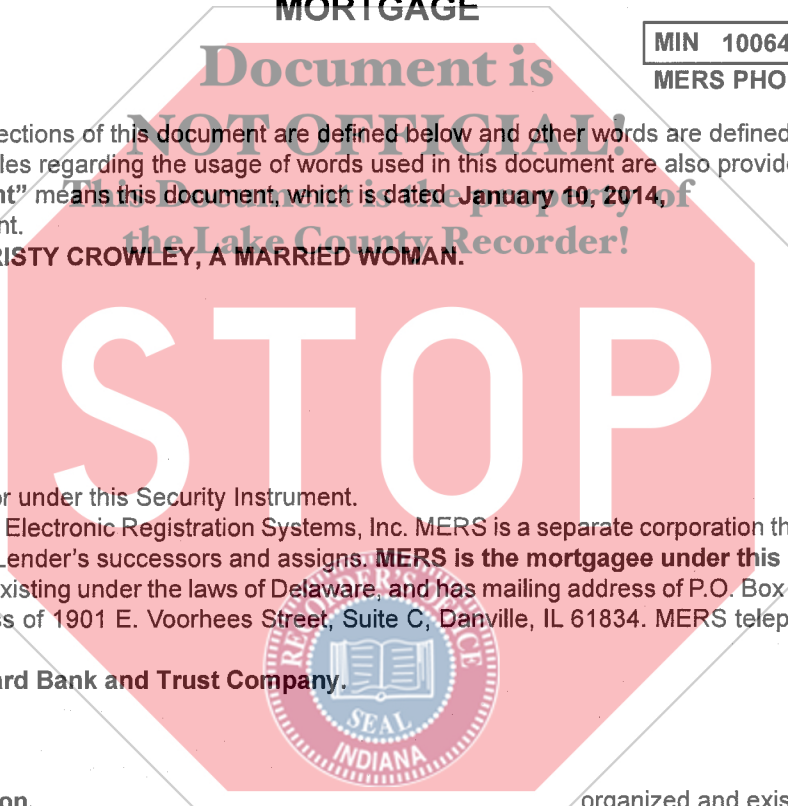 MORTGAGE
Document is
MIN 10064
MERS PHO
NOT OFFICIAL!
ections of this document are defined below and other words are defined
les regarding the usage of words used in this document are also provide
This Document is the property of
nt” means this document, which is dated January 10, 2014,
nt.
the Lake County Recorder!
RISTY CROWLEY, A MARRIED WOMAN.
STOP
or under this Security Instrument.
Electronic Registration Systems, Inc. MERS is a separate corporation th
Lender's successors and assigns. MERS is the mortgagee under this
xisting under the laws of Delaware, and has mailing address of P.O. Box
ss of 1901 E. Voorhees Street, Suite C, Danville, IL 61834. MERS telep
ard Bank and Trust Company.
RECORDER'S OFFICE
SEAL
INDIANA
on.
organized and exis